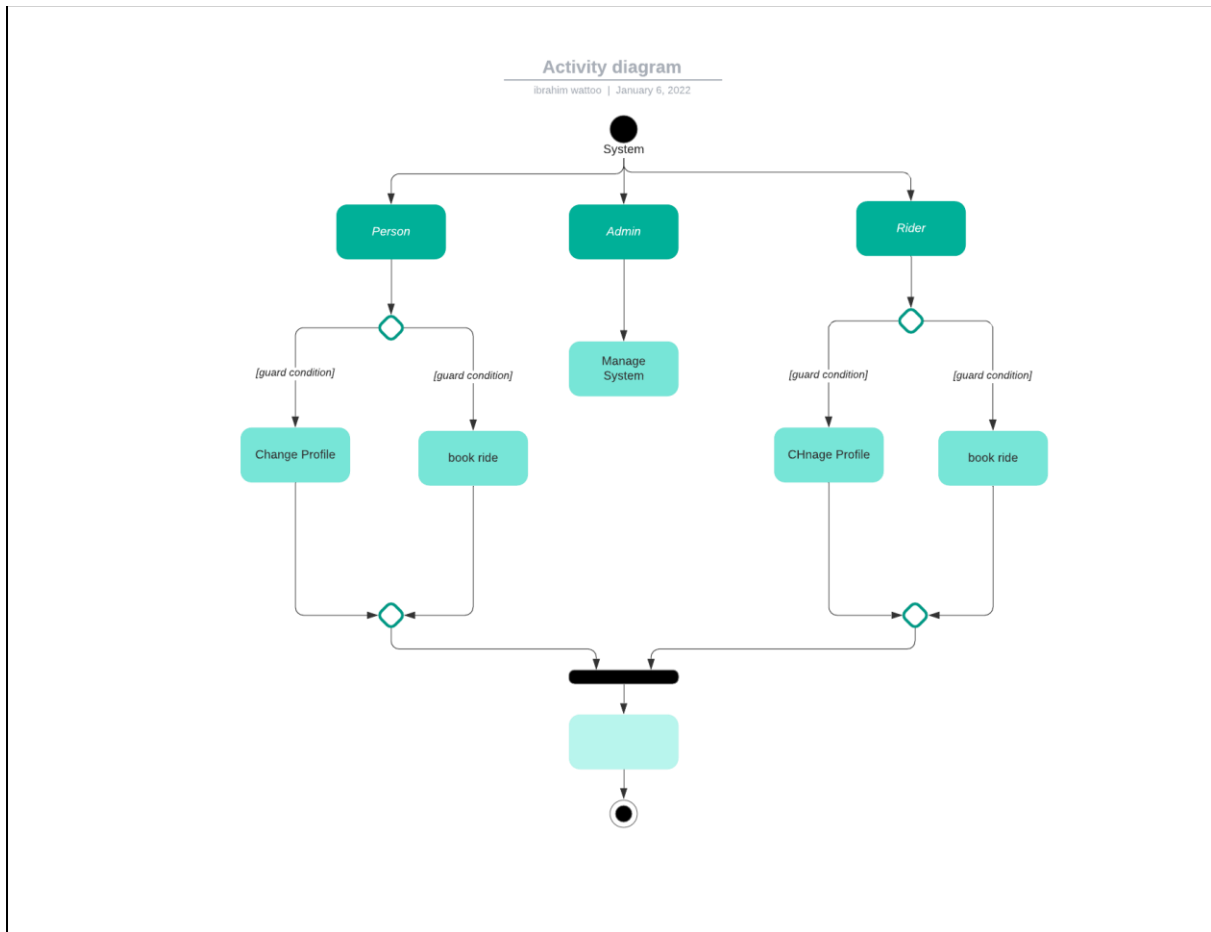 Activity diagram
ibrahim wattoo | January 6, 2022
System
Person
Admin
Rider
[guard condition]
[guard condition]
Manage
System
[guard condition]
[guard condition]
Change Profile
book ride
CHnage Profile
book ride